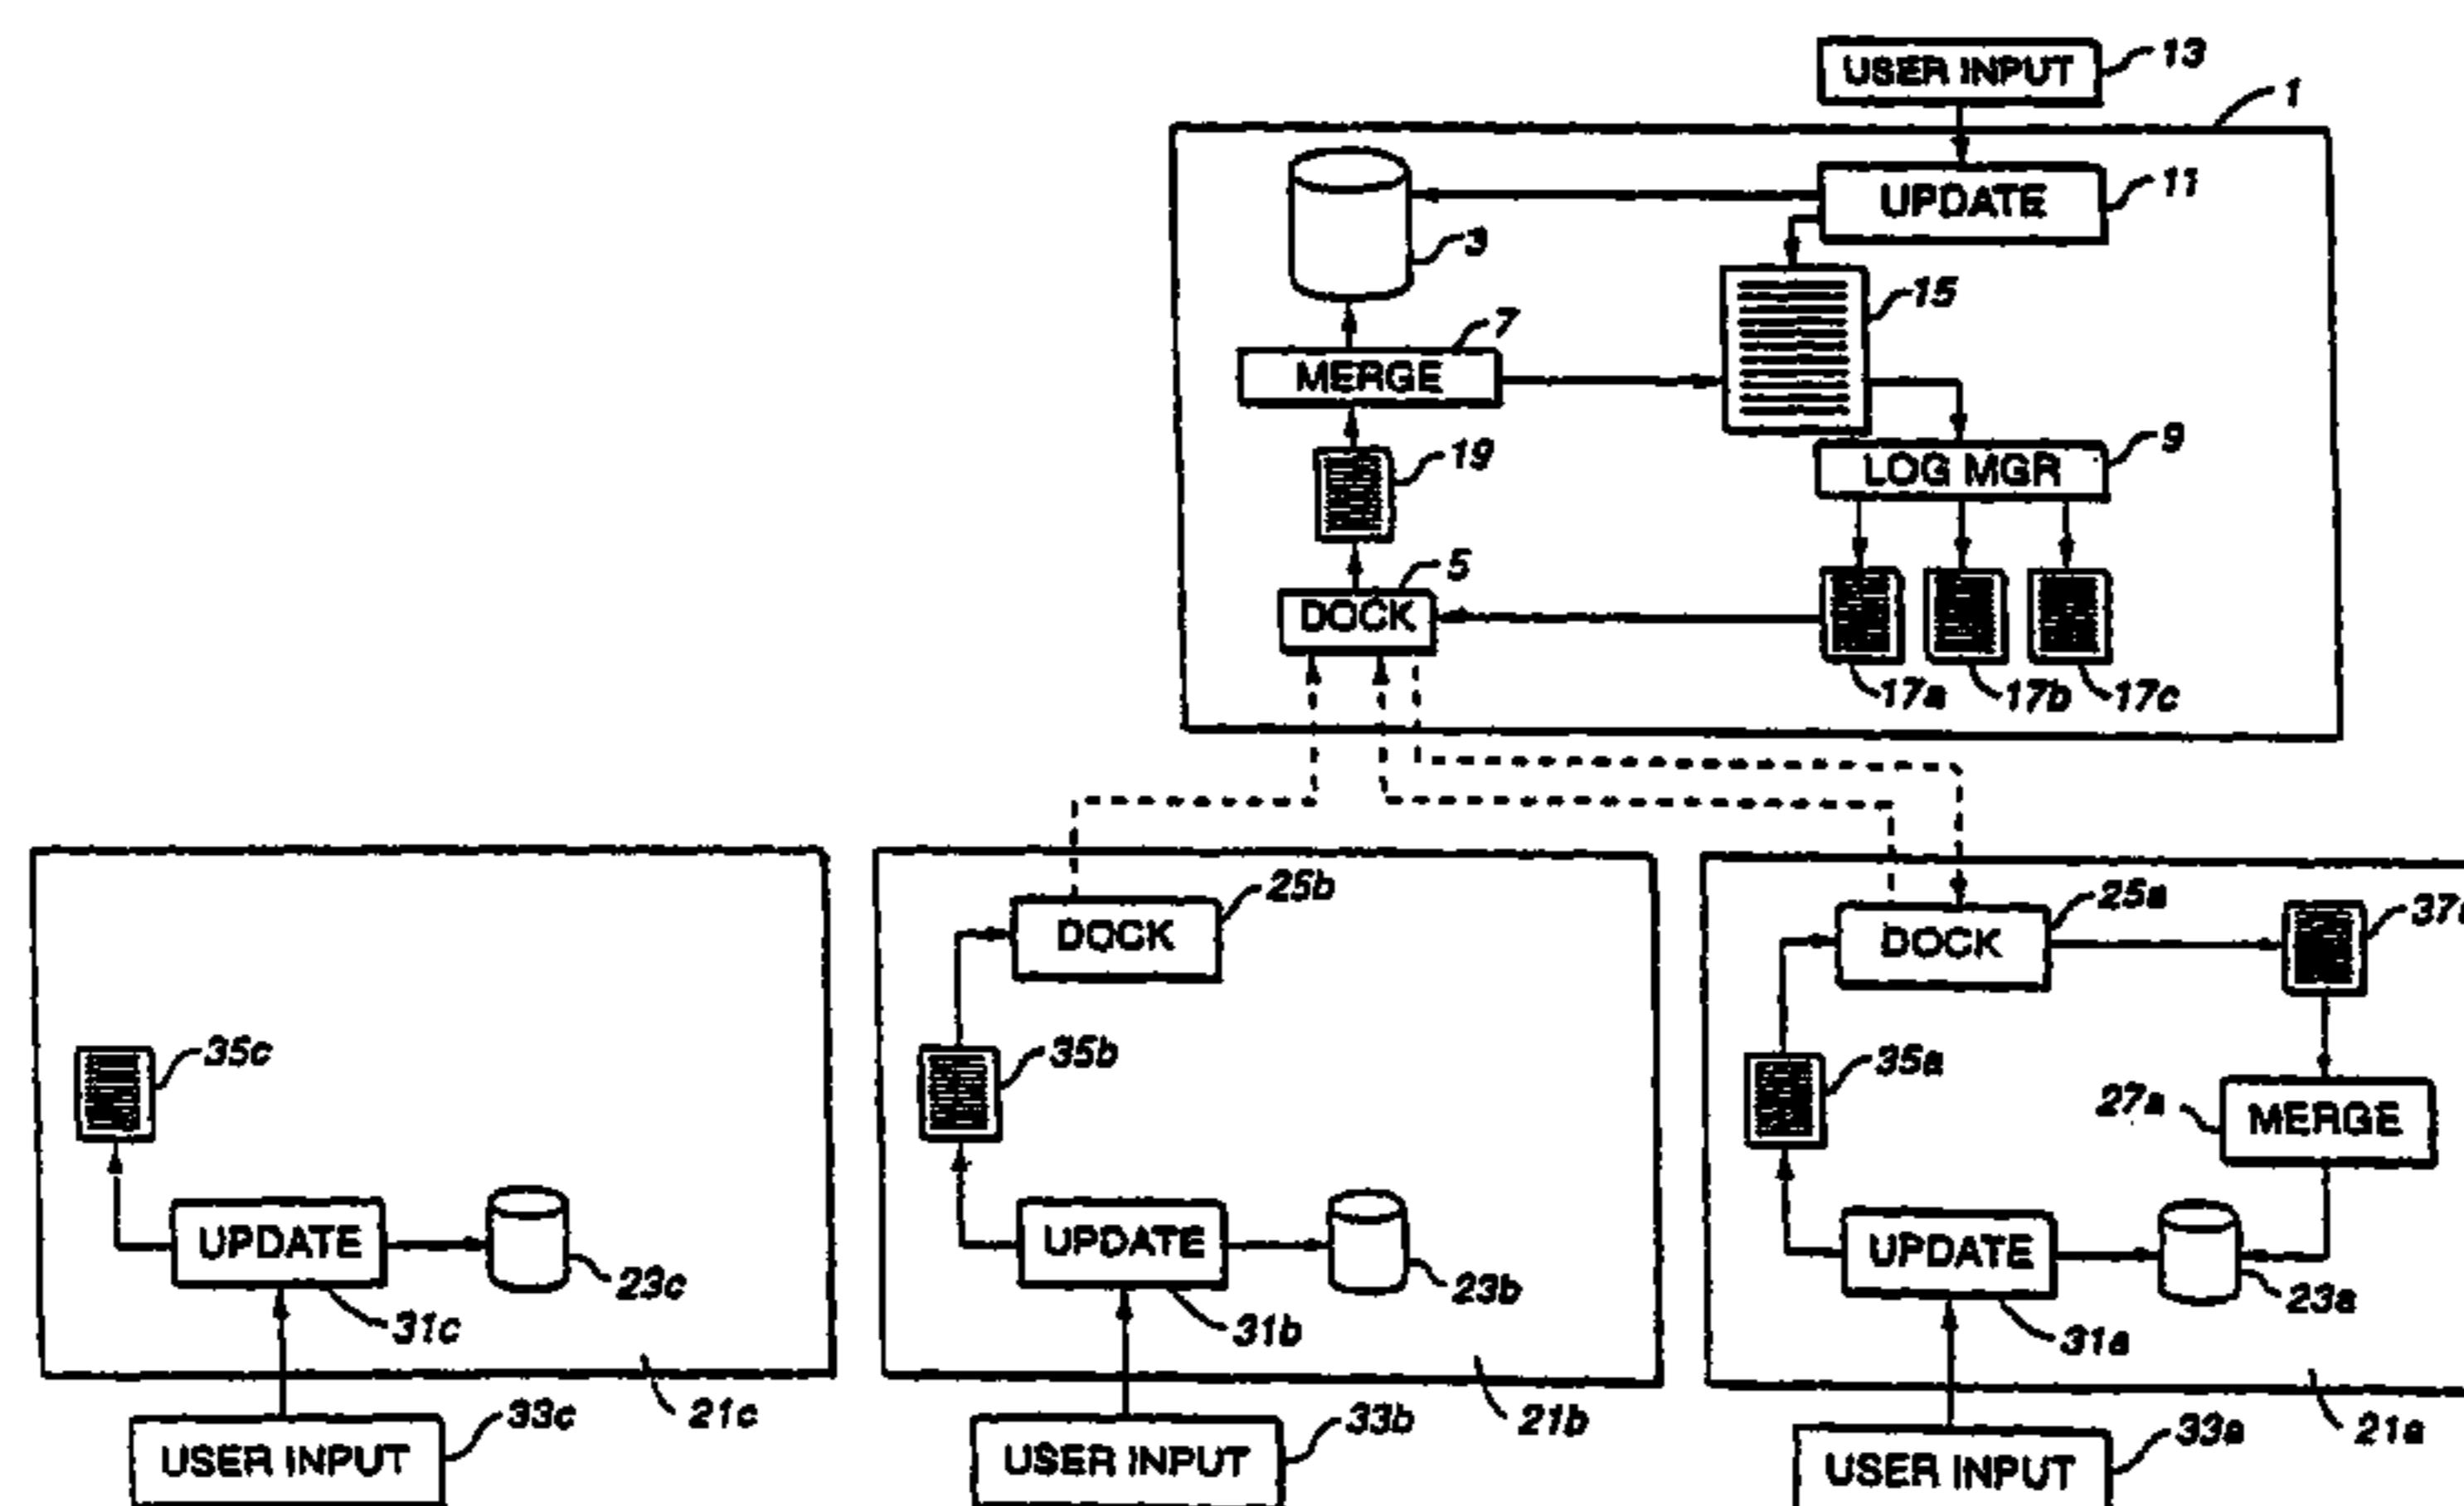 USER INPUT 13
1
UPDATE 11
3
15
7
MERGE
19
9
LOG MGR
5
DOCK
17a 17b 17c
25b
DOCK
25a
DOCK
35c
35b
35a
27a
MERGE
UPDATE
23c
31c
UPDATE
23b
31b
UPDATE
23a
31a
33c
21c
33b
21b
33a
21a
USER INPUT
USER INPUT
USER INPUT